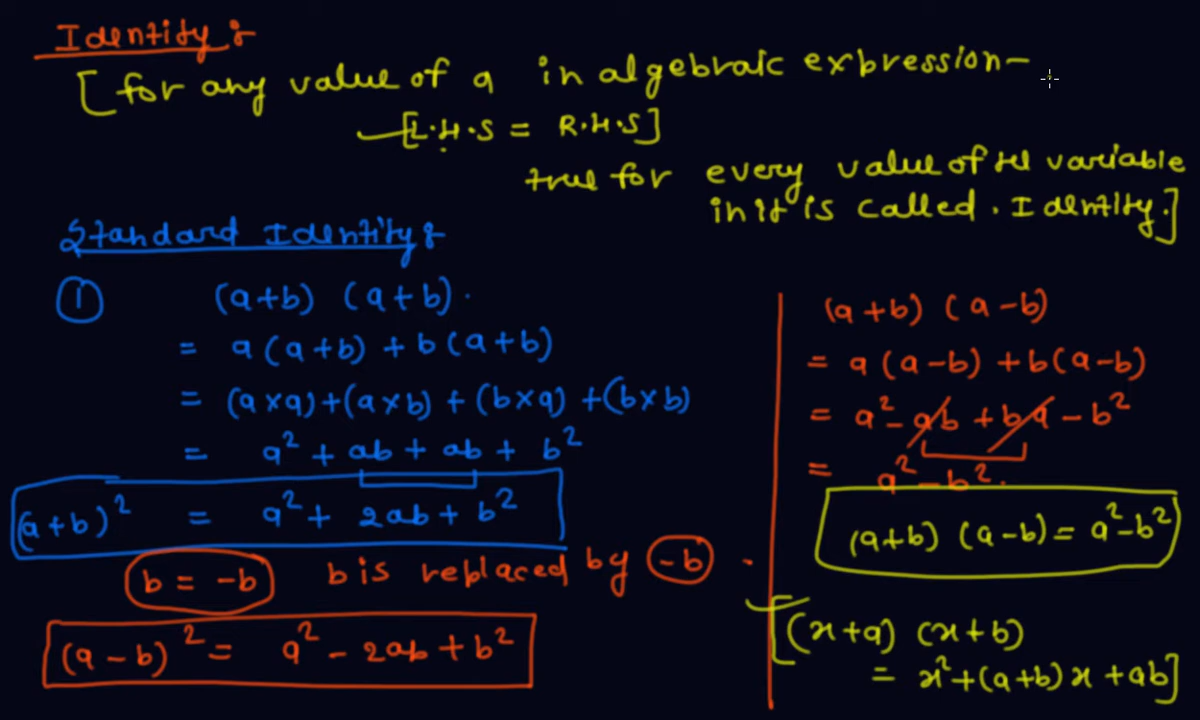 Identity :
[for any value of a in algebraic expression -
[L.H.S = R.H.S]
true for every value of the variable
in it is called. Identity.]
Standard Identity :
① (a+b) (a+b).
= a(a+b) + b(a+b)
= (a×a)+(a×b) + (b×a) +(b×b)
= a² + ab + ab + b²
(a+b)² = a² + 2ab + b²
b = -b b is replaced by -b .
(a-b)² = a² - 2ab + b²
(a+b) (a-b)
= a(a-b) + b(a-b)
= a² - ab + ba - b²
= a² - b².
(a+b) (a-b) = a²-b²
[(x+a) (x+b)
= x²+(a+b)x + ab]